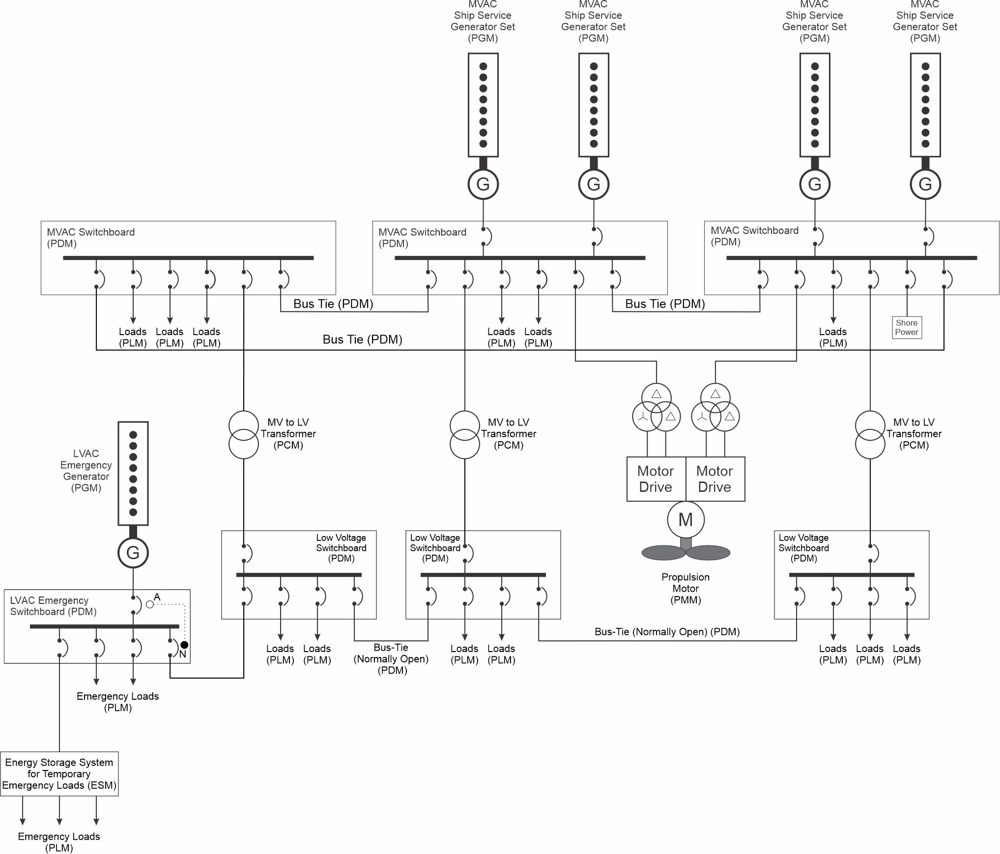 MVAC
Ship Service
Generator Set
(PGM)
MVAC
Ship Service
Generator Set
(PGM)
MVAC
Ship Service
Generator Set
(PGM)
MVAC
Ship Service
Generator Set
(PGM)
G
G
G
G
MVAC Switchboard
(PDM)
MVAC Switchboard
(PDM)
MVAC Switchboard
(PDM)
Bus Tie (PDM)
Bus Tie (PDM)
Loads
(PLM)
Loads
(PLM)
Loads
(PLM)
Loads
(PLM)
Loads
(PLM)
Loads
(PLM)
Shore
Power
Bus Tie (PDM)
MV to LV
Transformer
(PCM)
MV to LV
Transformer
(PCM)
MV to LV
Transformer
(PCM)
LVAC
Emergency
Generator
(PGM)
G
Motor
Drive
Motor
Drive
M
Propulsion
Motor
(PMM)
Low Voltage
Switchboard
(PDM)
Low Voltage
Switchboard
(PDM)
Low Voltage
Switchboard
(PDM)
LVAC Emergency
Switchboard (PDM)
A
N
Loads
(PLM)
Loads
(PLM)
Bus-Tie
(Normally Open)
(PDM)
Loads
(PLM)
Loads
(PLM)
Bus-Tie (Normally Open) (PDM)
Loads
(PLM)
Loads
(PLM)
Loads
(PLM)
Emergency Loads
(PLM)
Energy Storage System
for Temporary
Emergency Loads (ESM)
Emergency Loads
(PLM)